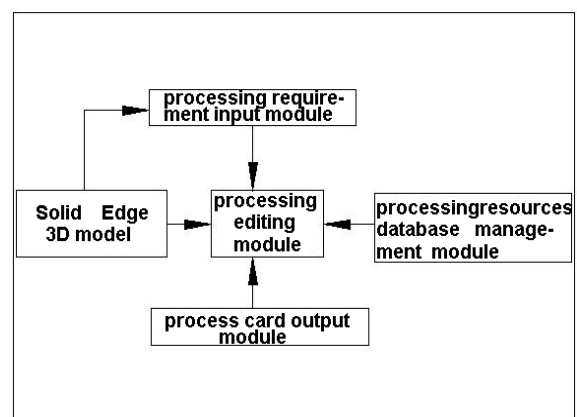 processing require-
ment input module
Solid Edge
3D model
processing
editing
module
processingresources
database manage-
ment module
process card output
module